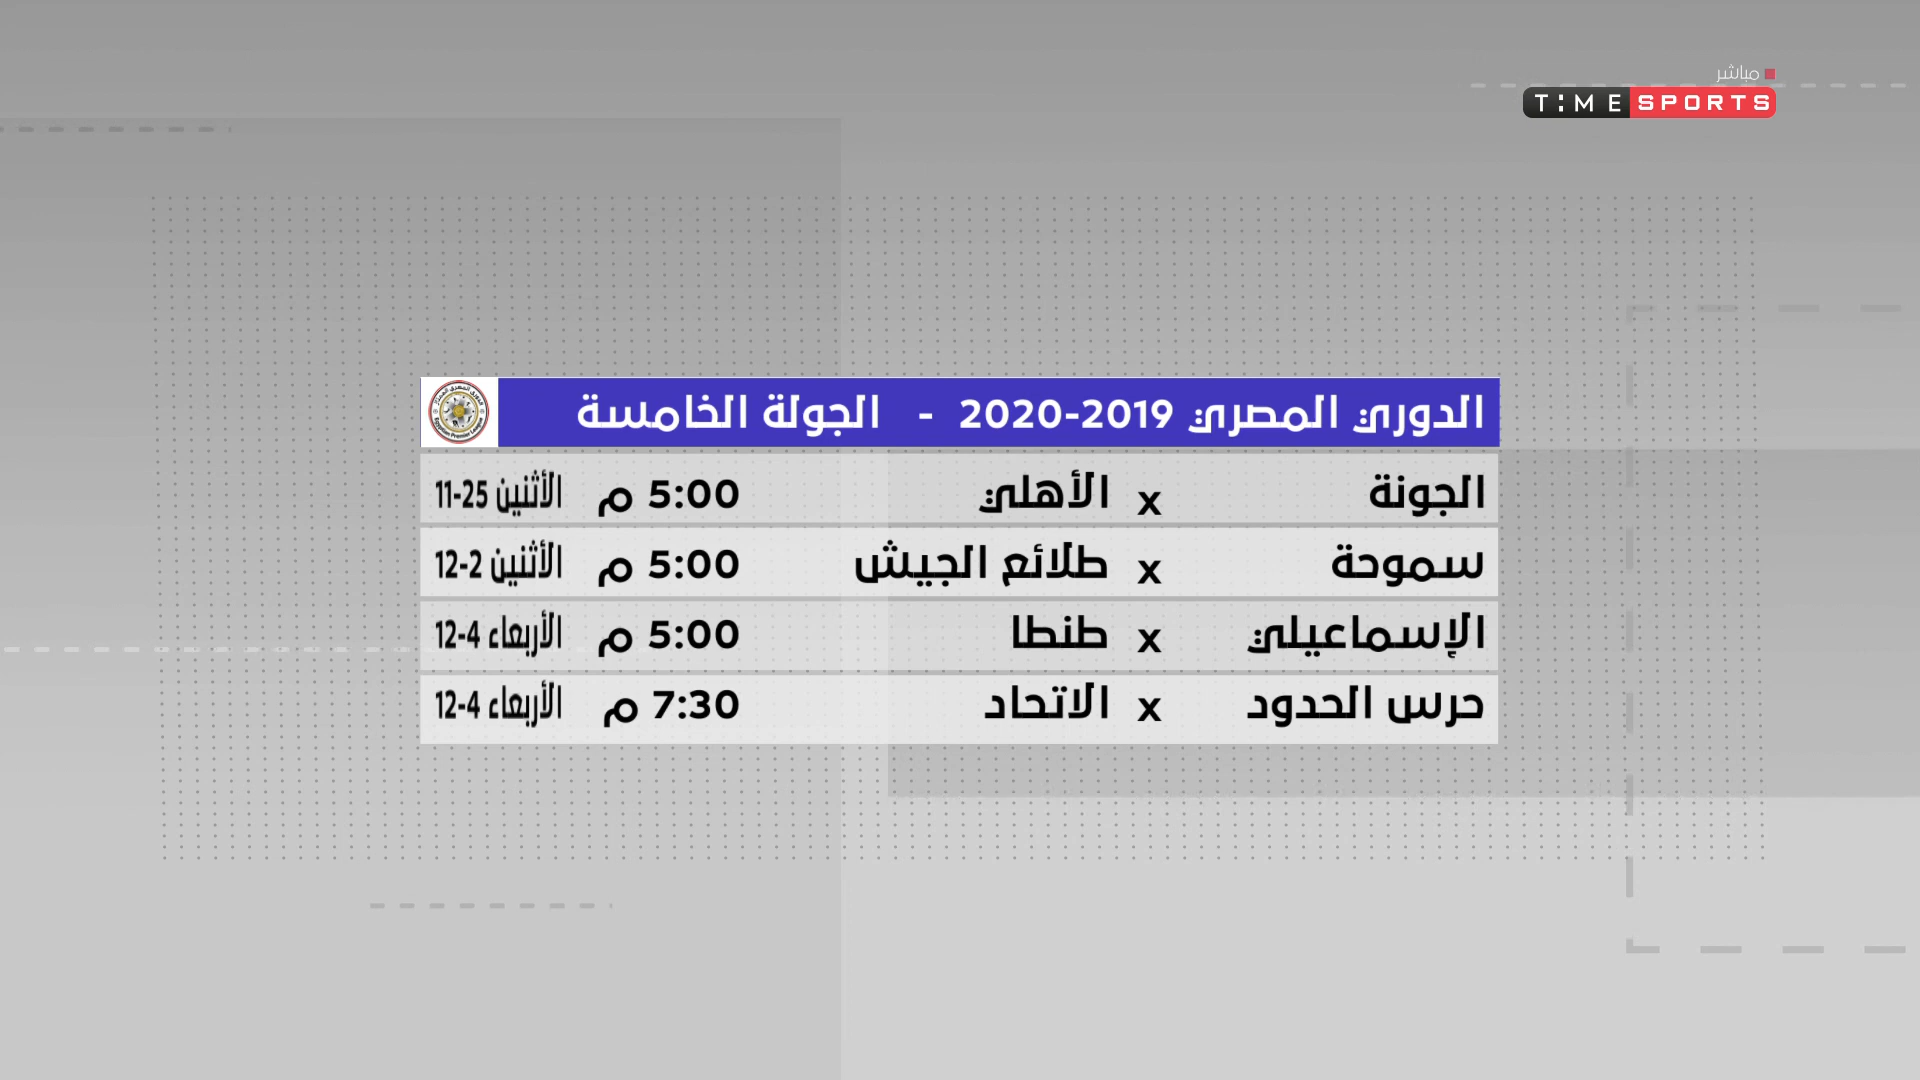 مباشر
TIME SPORTS
الدوري المصري 2019-2020 - الجولة الخامسة
الجونة x الأهلي 5:00 م الأثنين 25-11
سموحة x طلائع الجيش 5:00 م الأثنين 2-12
الإسماعيلي x طنطا 5:00 م الأربعاء 4-12
حرس الحدود x الاتحاد 7:30 م الأربعاء 4-12